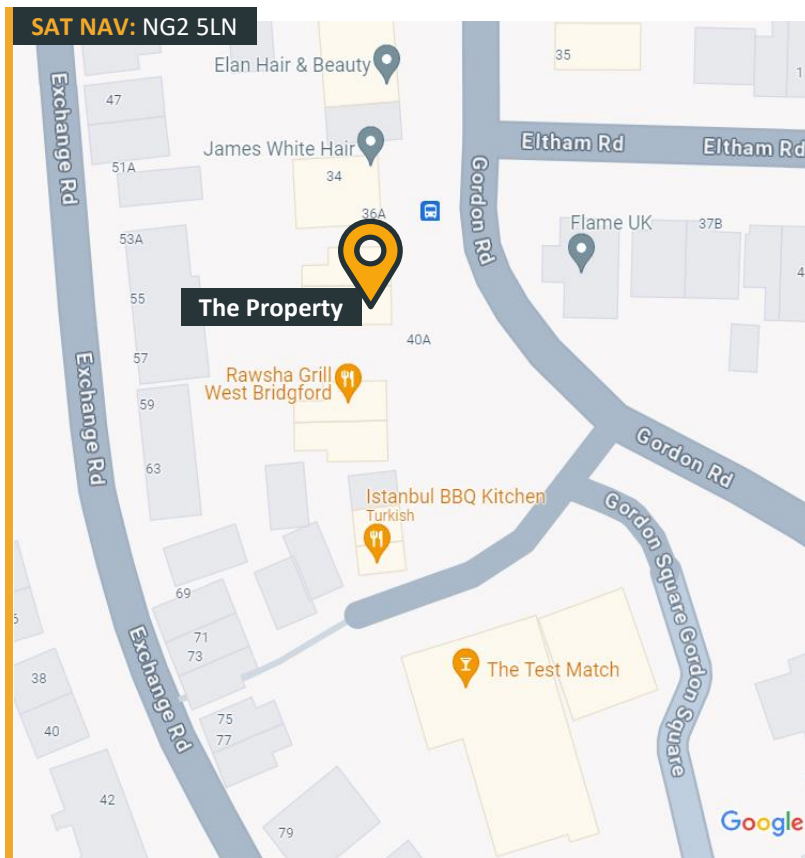 SAT NAV: NG2 5LN
Elan Hair & Beauty
35
1
47
Exchange Rd
James White Hair
Eltham Rd
Eltham Rd
51A
34
Gordon Rd
36A
Flame UK
37B
53A
4
55
The Property
40A
57
Exchange Rd
Rawsha Grill
West Bridgford
59
Gordon Rd
63
Istanbul BBQ Kitchen
Turkish
Gordon Square
Gordon Square
69
71
73
Exchange Rd
The Test Match
38
40
75
77
42
79
Google